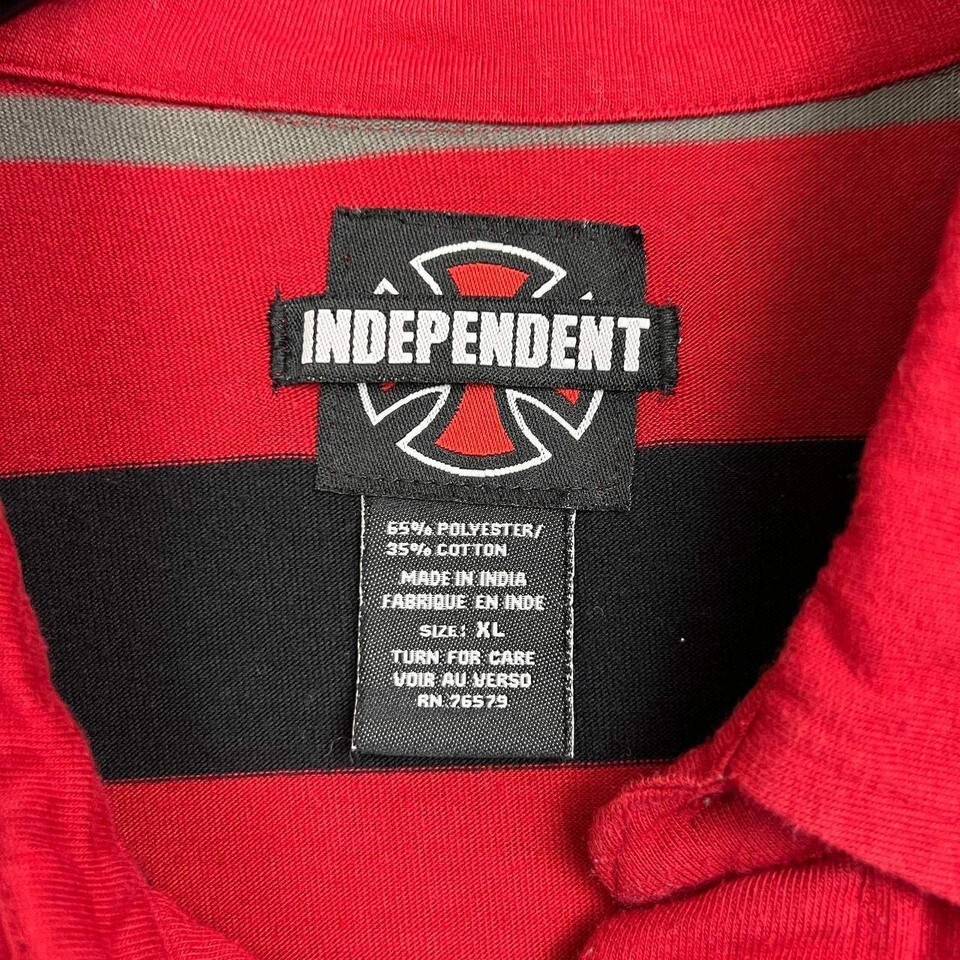 INDEPENDENT
65% POLYESTER/
35% COTTON
MADE IN INDIA
FABRIQUE EN INDE
SIZE: XL
TURN FOR CARE
VOIR AU VERSO
RN 76579